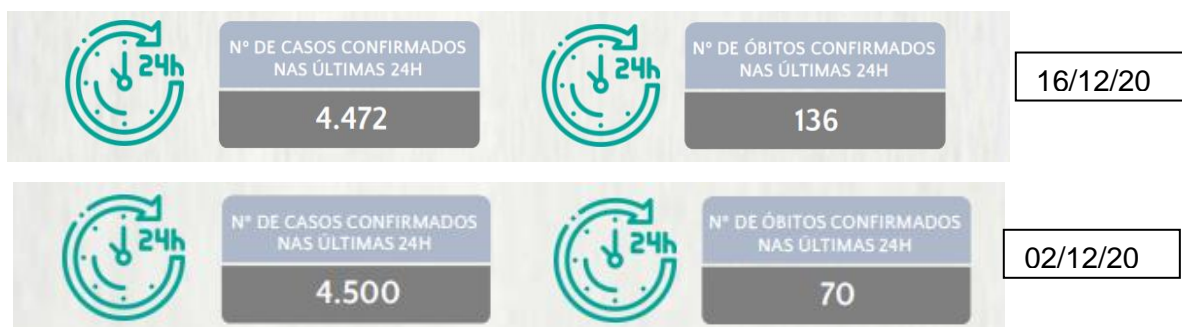 24h
Nº DE CASOS CONFIRMADOS
NAS ÚLTIMAS 24H
4.472
24h
Nº DE ÓBITOS CONFIRMADOS
NAS ÚLTIMAS 24H
136
16/12/20
24h
Nº DE CASOS CONFIRMADOS
NAS ÚLTIMAS 24H
4.500
24h
Nº DE ÓBITOS CONFIRMADOS
NAS ÚLTIMAS 24H
70
02/12/20